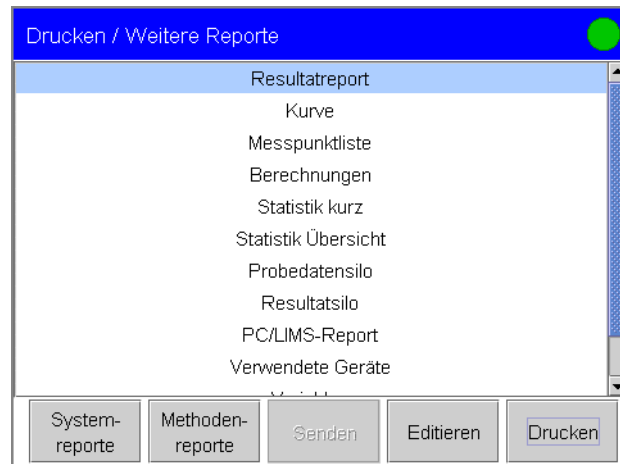 Drucken / Weitere Reporte
Resultatreport
Kurve
Messpunktliste
Berechnungen
Statistik kurz
Statistik Übersicht
Probedatensilo
Resultatsilo
PC/LIMS-Report
Verwendete Geräte
System-
reporte
Methoden-
reporte
Senden
Editieren
Drucken